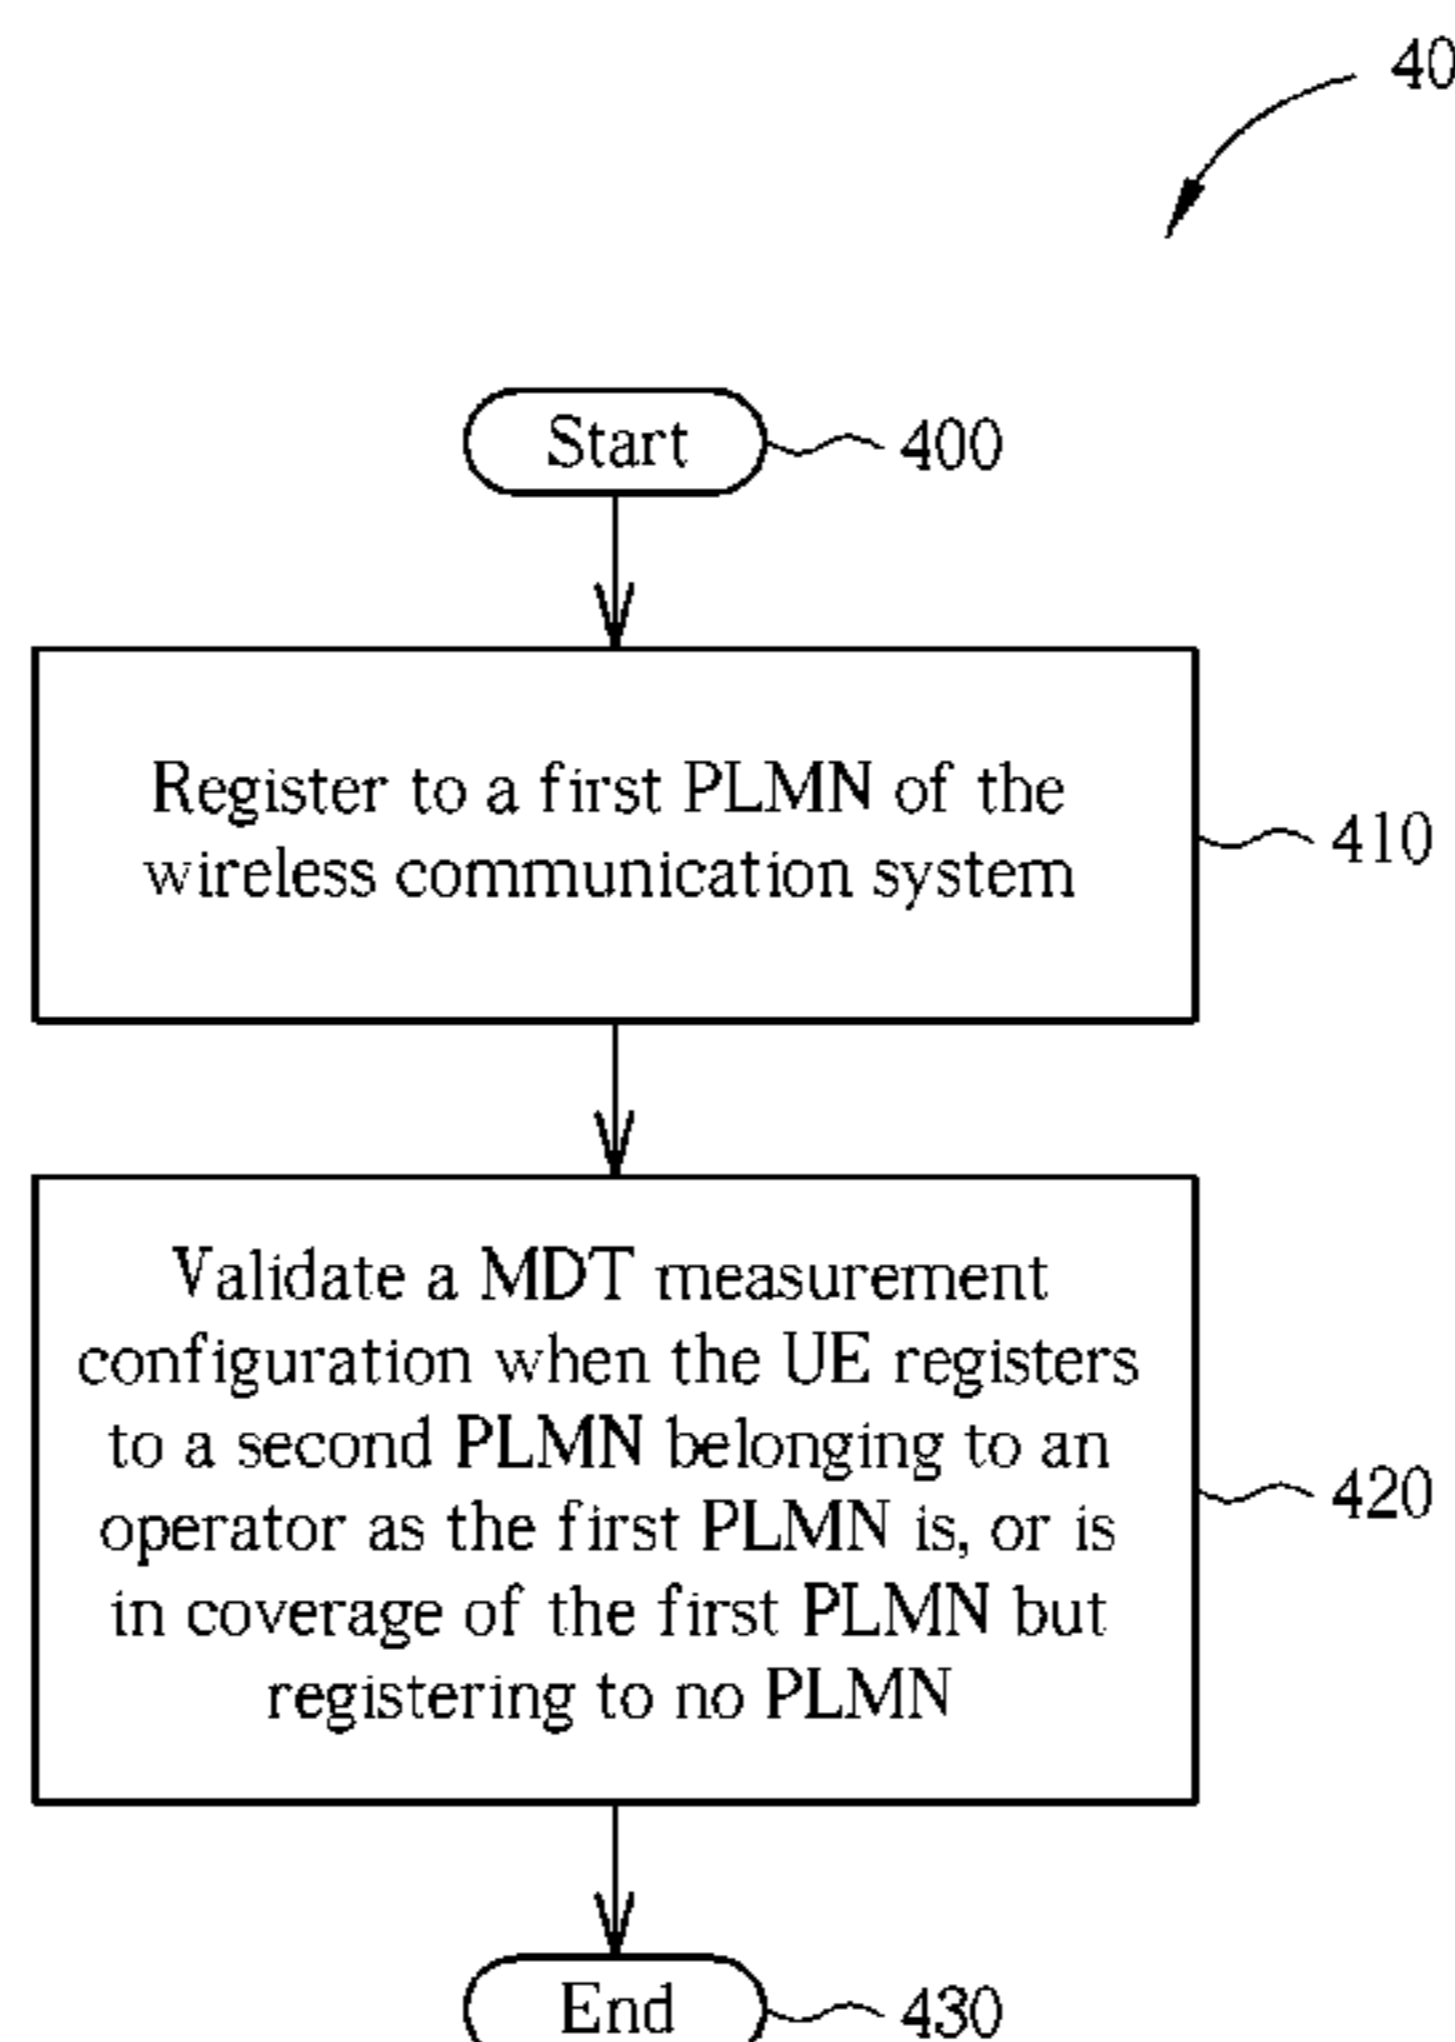 40
Start
400
Register to a first PLMN of the
wireless communication system
410
Validate a MDT measurement
configuration when the UE registers
to a second PLMN belonging to an
operator as the first PLMN is, or is
in coverage of the first PLMN but
registering to no PLMN
420
End
430